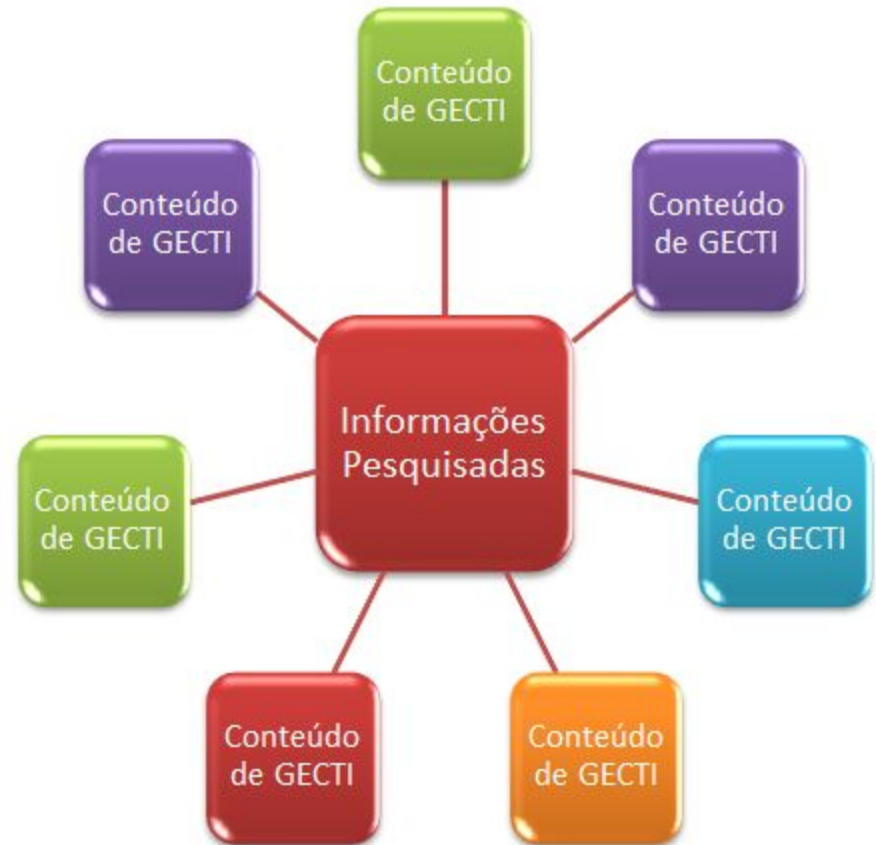 Conteúdo
de GECTI
Conteúdo
de GECTI
Conteúdo
de GECTI
Informações
Pesquisadas
Conteúdo
de GECTI
Conteúdo
de GECTI
Conteúdo
de GECTI
Conteúdo
de GECTI